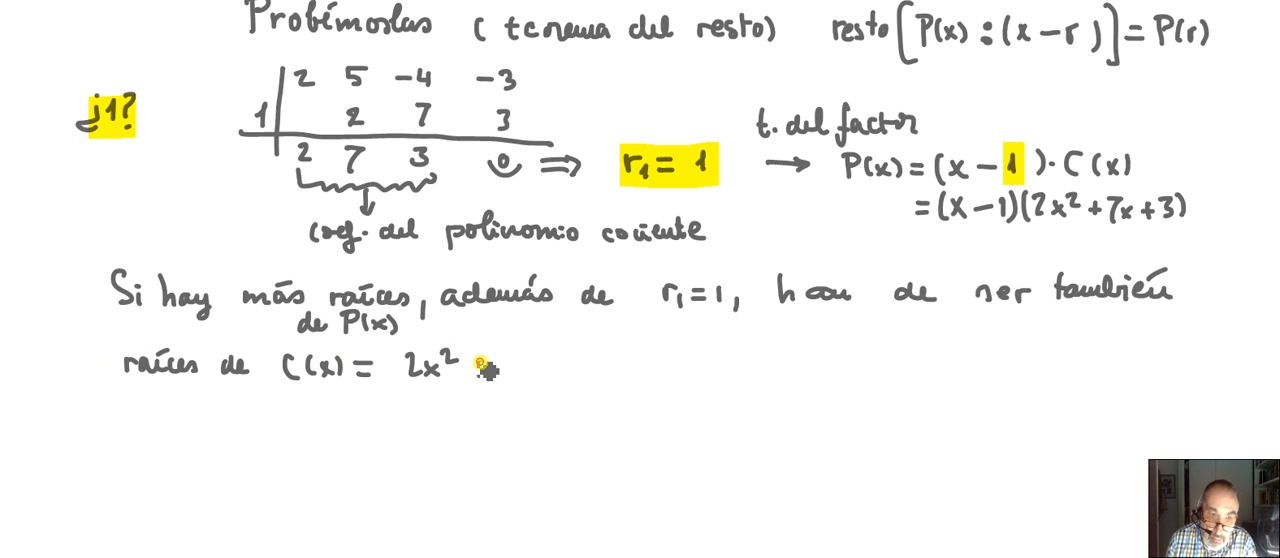 Probémoslas (teorema del resto) resto[P(x):(x-r)]=P(r)
2 5 -4 -3
¿1? 1 2 7 3
2 7 3 0 ⟹ r₁ = 1
t. del factor
→ P(x)=(x-1)·C(x)
=(x-1)(2x²+7x+3)
coef. del polinomio cociente
Si hay más raíces, además de r₁=1, han de ser también
de P(x)
raíces de C(x) = 2x²